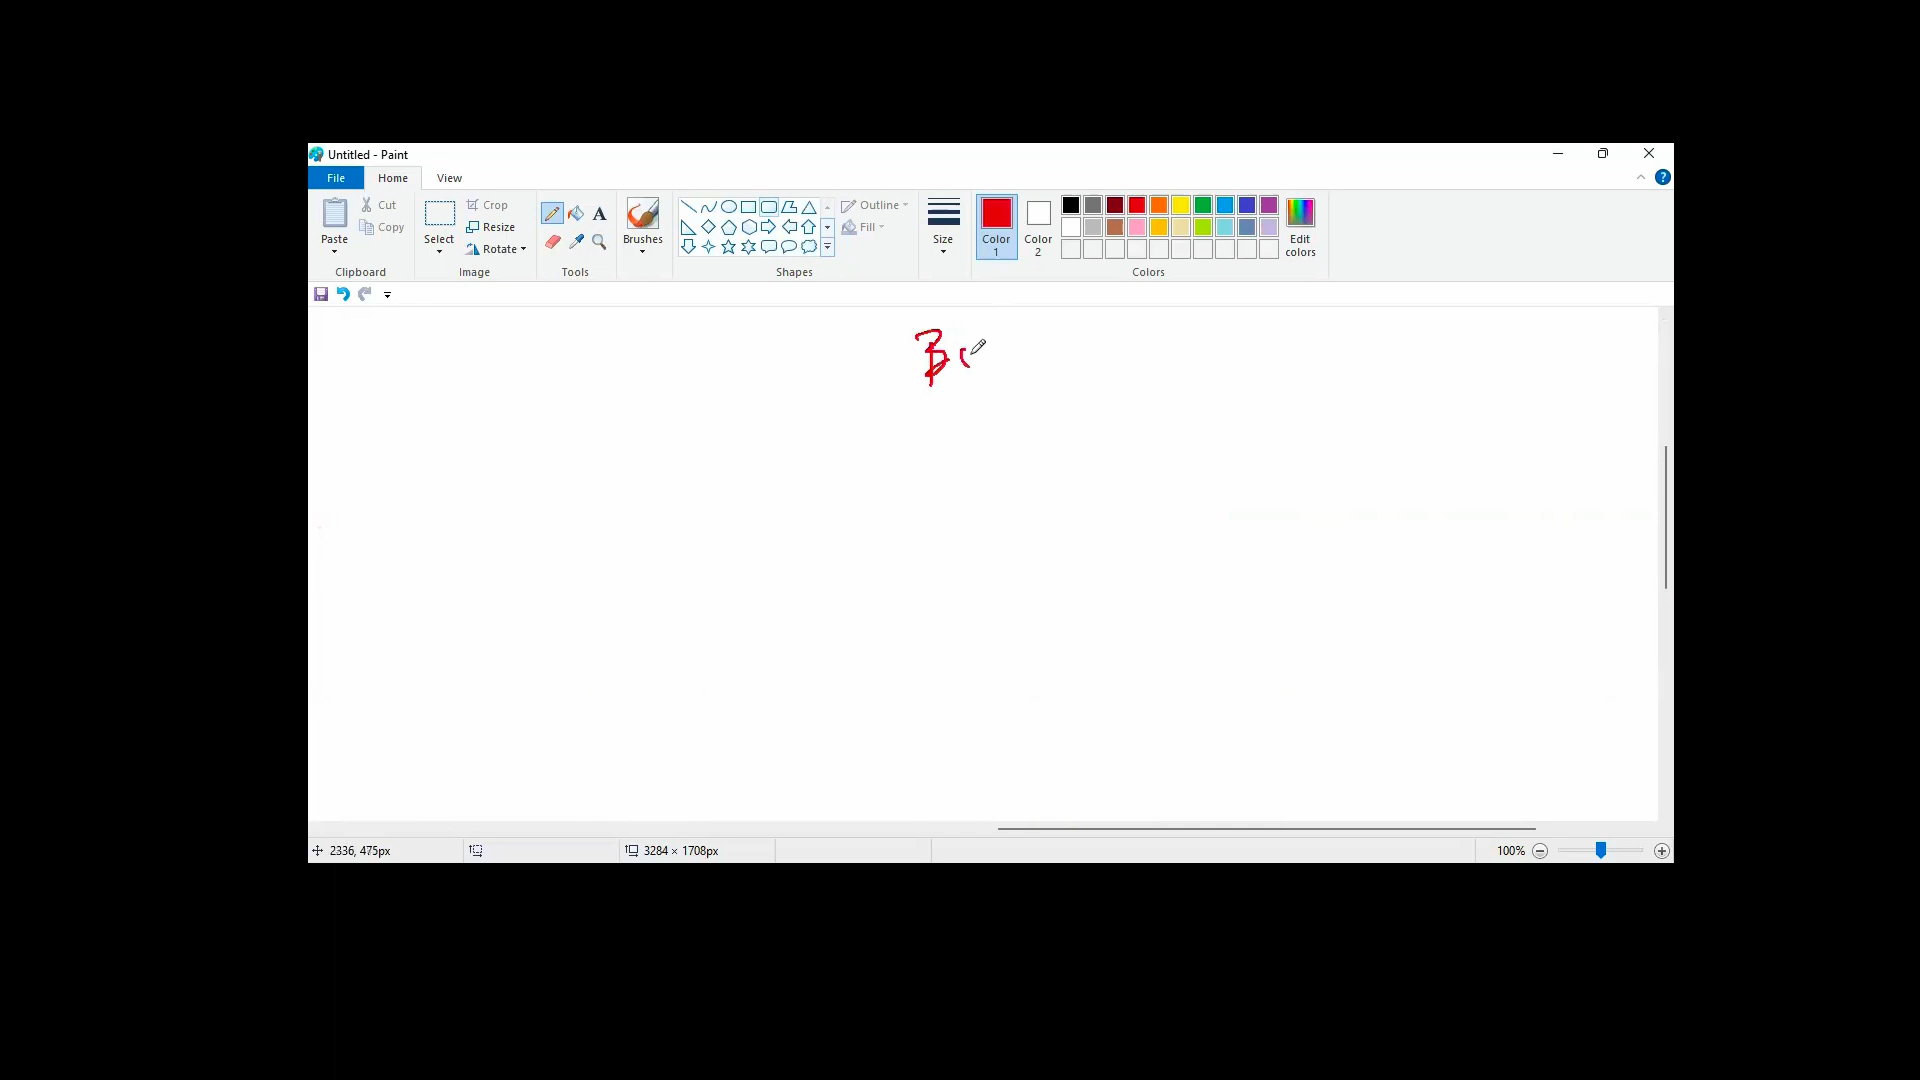 Untitled - Paint
File Home View
Paste Cut Copy Clipboard
Select Crop Resize Rotate Image
Tools
Brushes
Shapes Outline Fill
Size
Color 1 Color 2 Edit colors Colors
B
2336, 475px 3284 × 1708px 100%